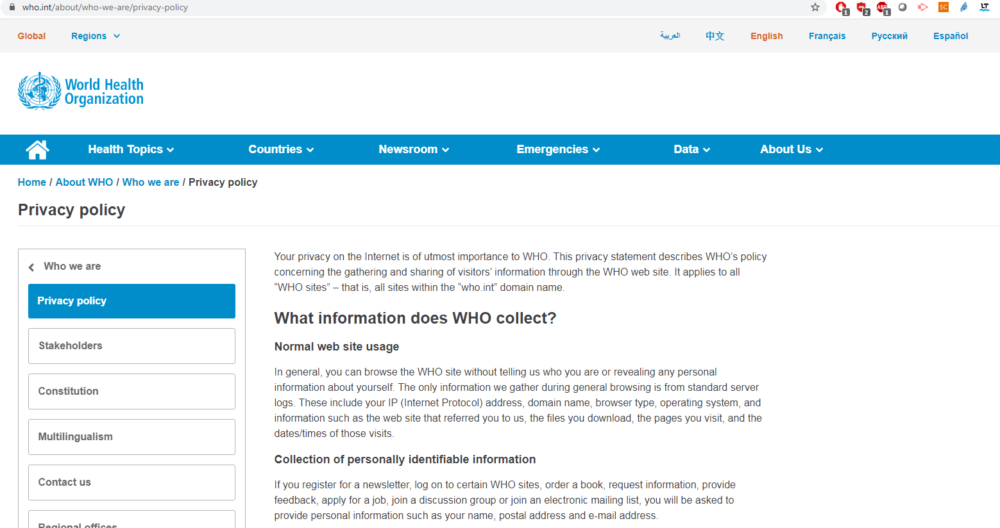 who.int/about/who-we-are/privacy-policy
1 2 ABP 1 SC LT
Global Regions العربية 中文 English Français Русский Español
World Health
Organization
Health Topics Countries Newsroom Emergencies Data About Us
Home / About WHO / Who we are / Privacy policy
Privacy policy
Who we are
Privacy policy
Stakeholders
Constitution
Multilingualism
Contact us
Regional offices
Your privacy on the Internet is of utmost importance to WHO. This privacy statement describes WHO’s policy
concerning the gathering and sharing of visitors’ information through the WHO web site. It applies to all
“WHO sites” – that is, all sites within the “who.int” domain name.
What information does WHO collect?
Normal web site usage
In general, you can browse the WHO site without telling us who you are or revealing any personal
information about yourself. The only information we gather during general browsing is from standard server
logs. These include your IP (Internet Protocol) address, domain name, browser type, operating system, and
information such as the web site that referred you to us, the files you download, the pages you visit, and the
dates/times of those visits.
Collection of personally identifiable information
If you register for a newsletter, log on to certain WHO sites, order a book, request information, provide
feedback, apply for a job, join a discussion group or join an electronic mailing list, you will be asked to
provide personal information such as your name, postal address and e-mail address.